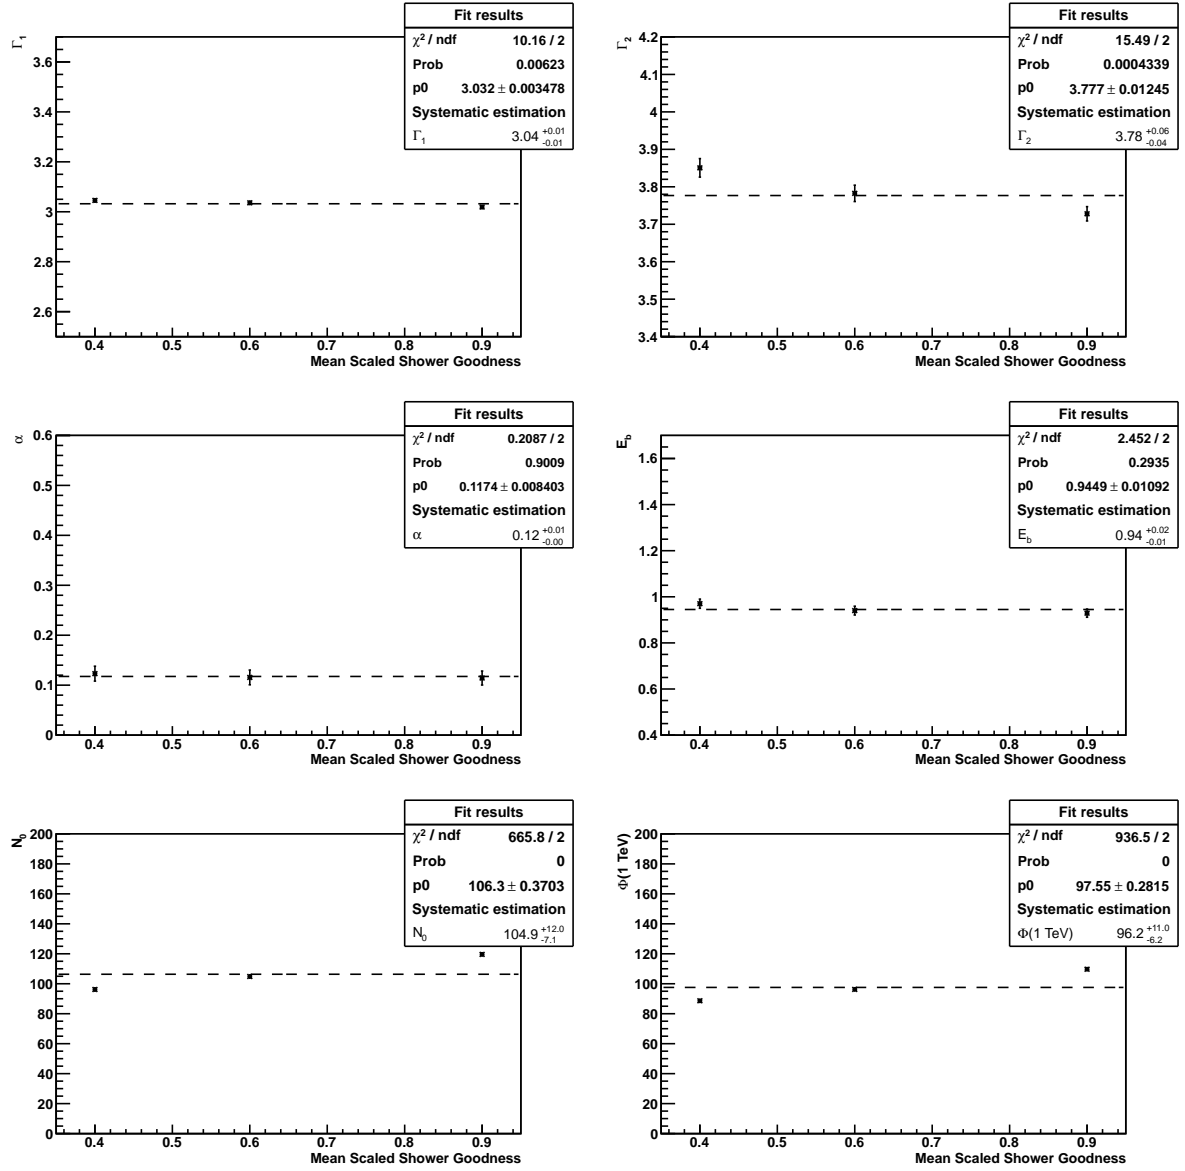 Fit results
χ² / ndf 10.16 / 2
Prob 0.00623
p0 3.032 ± 0.003478
Systematic estimation
Γ₁ 3.04 +0.01 -0.01
Γ₁
3.6
3.4
3.2
3
2.8
2.6
0.4 0.5 0.6 0.7 0.8 0.9
Mean Scaled Shower Goodness
Fit results
χ² / ndf 15.49 / 2
Prob 0.0004339
p0 3.777 ± 0.01245
Systematic estimation
Γ₂ 3.78 +0.06 -0.04
Γ₂
4.2
4.1
4
3.9
3.8
3.7
3.6
3.5
3.4
0.4 0.5 0.6 0.7 0.8 0.9
Mean Scaled Shower Goodness
Fit results
χ² / ndf 0.2087 / 2
Prob 0.9009
p0 0.1174 ± 0.008403
Systematic estimation
α 0.12 +0.01 -0.00
α
0.6
0.5
0.4
0.3
0.2
0.1
0
0.4 0.5 0.6 0.7 0.8 0.9
Mean Scaled Shower Goodness
Fit results
χ² / ndf 2.452 / 2
Prob 0.2935
p0 0.9449 ± 0.01092
Systematic estimation
E_b 0.94 +0.02 -0.01
E_b
1.6
1.4
1.2
1
0.8
0.6
0.4
0.4 0.5 0.6 0.7 0.8 0.9
Mean Scaled Shower Goodness
Fit results
χ² / ndf 665.8 / 2
Prob 0
p0 106.3 ± 0.3703
Systematic estimation
N₀ 104.9 +12.0 -7.1
N₀
200
180
160
140
120
100
80
60
40
20
0
0.4 0.5 0.6 0.7 0.8 0.9
Mean Scaled Shower Goodness
Fit results
χ² / ndf 936.5 / 2
Prob 0
p0 97.55 ± 0.2815
Systematic estimation
Φ(1 TeV) 96.2 +11.0 -6.2
Φ(1 TeV)
200
180
160
140
120
100
80
60
40
20
0
0.4 0.5 0.6 0.7 0.8 0.9
Mean Scaled Shower Goodness